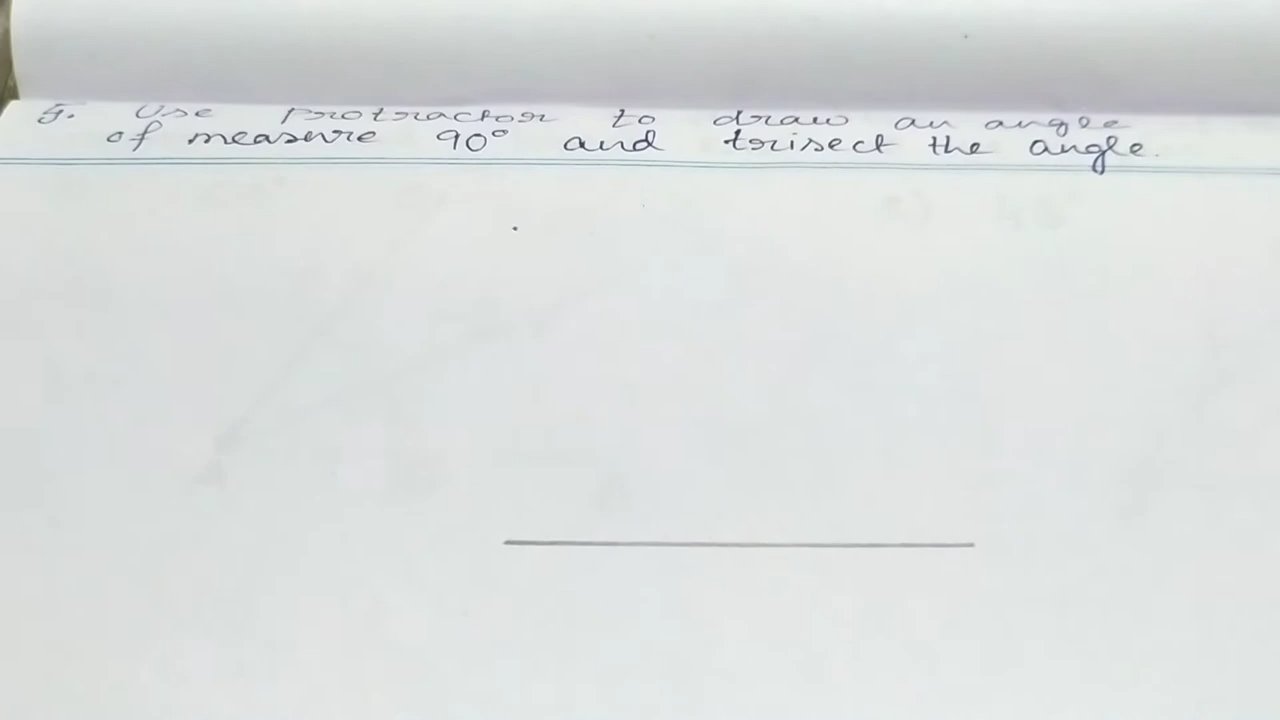 5. Use protractor to draw an angle
of measure 90° and trisect the angle.